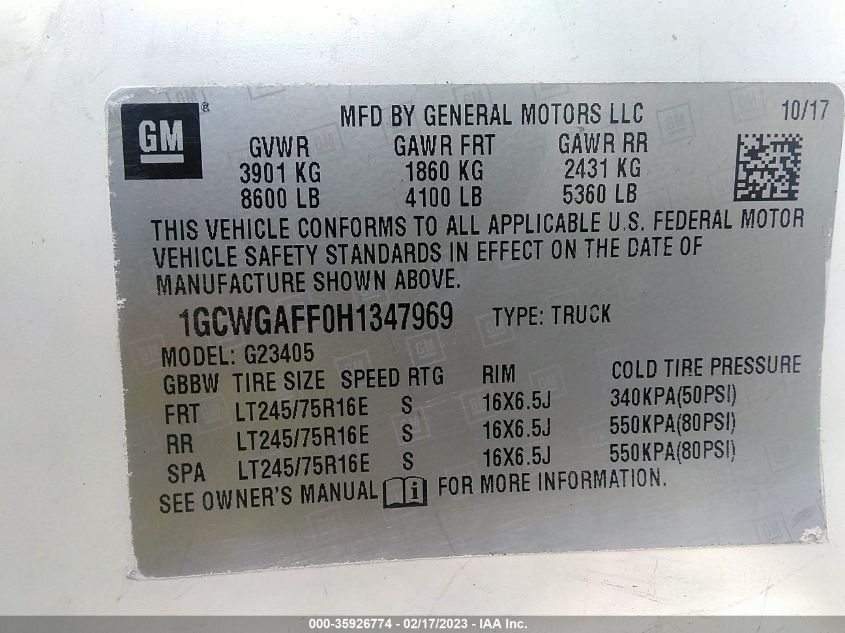 GM ®
MFD BY GENERAL MOTORS LLC 10/17
GVWR GAWR FRT GAWR RR
3901 KG 1860 KG 2431 KG
8600 LB 4100 LB 5360 LB
THIS VEHICLE CONFORMS TO ALL APPLICABLE U.S. FEDERAL MOTOR
VEHICLE SAFETY STANDARDS IN EFFECT ON THE DATE OF
MANUFACTURE SHOWN ABOVE.
1GCWGAFF0H1347969 TYPE: TRUCK
MODEL: G23405
GBBW TIRE SIZE SPEED RTG RIM COLD TIRE PRESSURE
FRT LT245/75R16E S 16X6.5J 340KPA(50PSI)
RR LT245/75R16E S 16X6.5J 550KPA(80PSI)
SPA LT245/75R16E S 16X6.5J 550KPA(80PSI)
SEE OWNER'S MANUAL i FOR MORE INFORMATION.
000-35926774 - 02/17/2023 - IAA Inc.